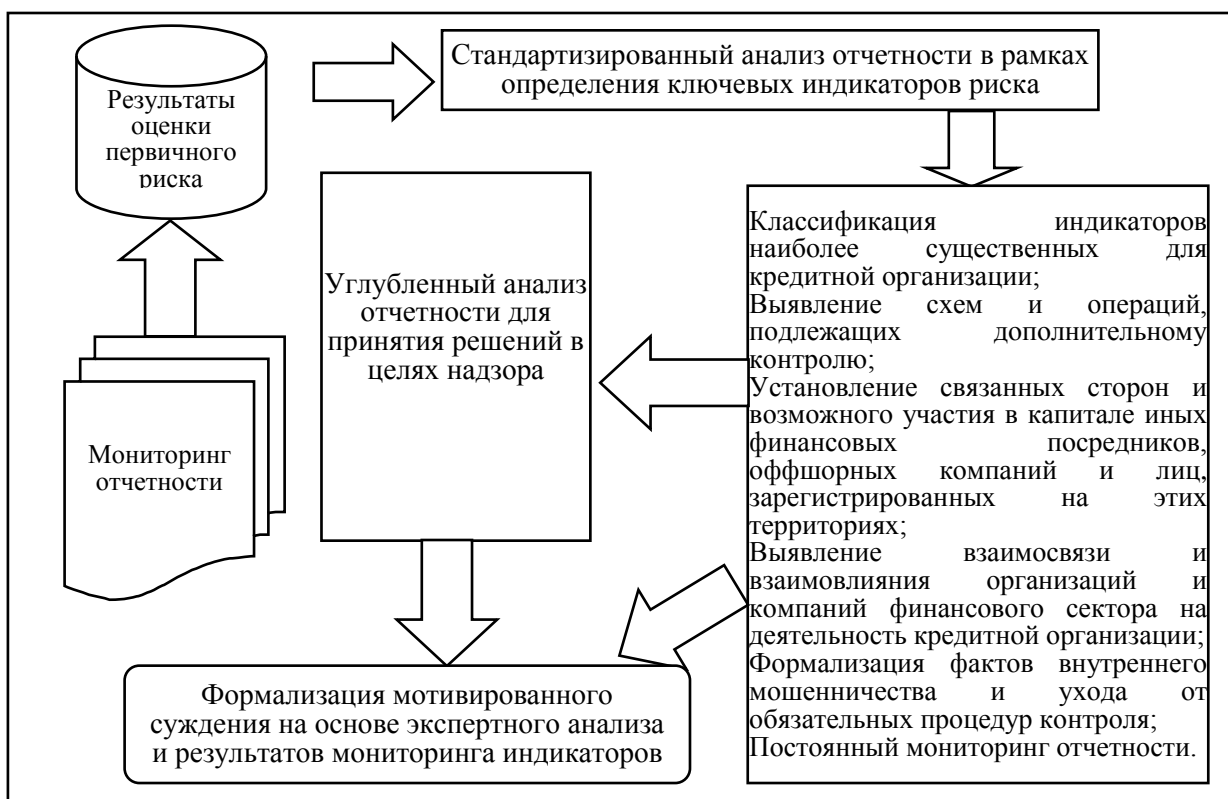 Результаты
оценки
первичного
риска
Стандартизированный анализ отчетности в рамках
определения ключевых индикаторов риска
Мониторинг
отчетности
Углубленный анализ
отчетности для
принятия решений в
целях надзора
Классификация индикаторов
наиболее существенных для
кредитной организации;
Выявление схем и операций,
подлежащих дополнительному
контролю;
Установление связанных сторон и
возможного участия в капитале иных
финансовых посредников,
оффшорных компаний и лиц,
зарегистрированных на этих
территориях;
Выявление взаимосвязи и
взаимовлияния организаций и
компаний финансового сектора на
деятельность кредитной организации;
Формализация фактов внутреннего
мошенничества и ухода от
обязательных процедур контроля;
Постоянный мониторинг отчетности.
Формализация мотивированного
суждения на основе экспертного анализа
и результатов мониторинга индикаторов